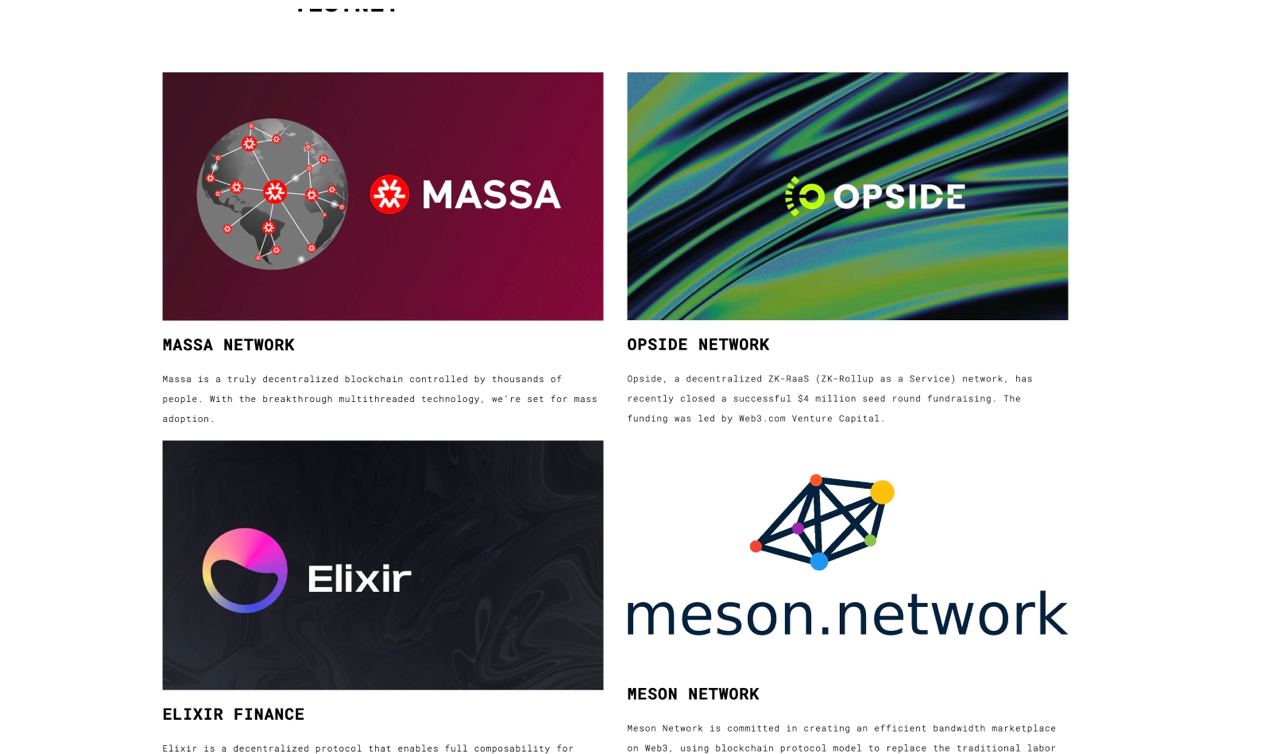 TESTNET
MASSA
OPSIDE
MASSA NETWORK
Massa is a truly decentralized blockchain controlled by thousands of
people. With the breakthrough multithreaded technology, we're set for mass
adoption.
OPSIDE NETWORK
Opside, a decentralized ZK-RaaS (ZK-Rollup as a Service) network, has
recently closed a successful $4 million seed round fundraising. The
funding was led by Web3.com Venture Capital.
Elixir
meson.network
ELIXIR FINANCE
Elixir is a decentralized protocol that enables full composability for
MESON NETWORK
Meson Network is committed in creating an efficient bandwidth marketplace
on Web3, using blockchain protocol model to replace the traditional labor